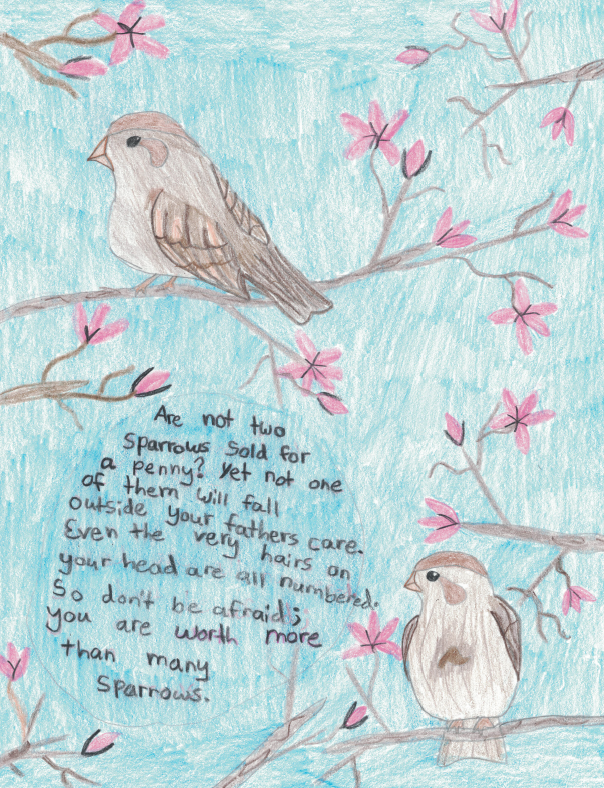 Are not two
Sparrows Sold for
a penny? Yet not one
of them will fall
outside your fathers care.
Even the very hairs on
your head are all numbered.
So don't be afraid;
you are worth more
than many
Sparrows.